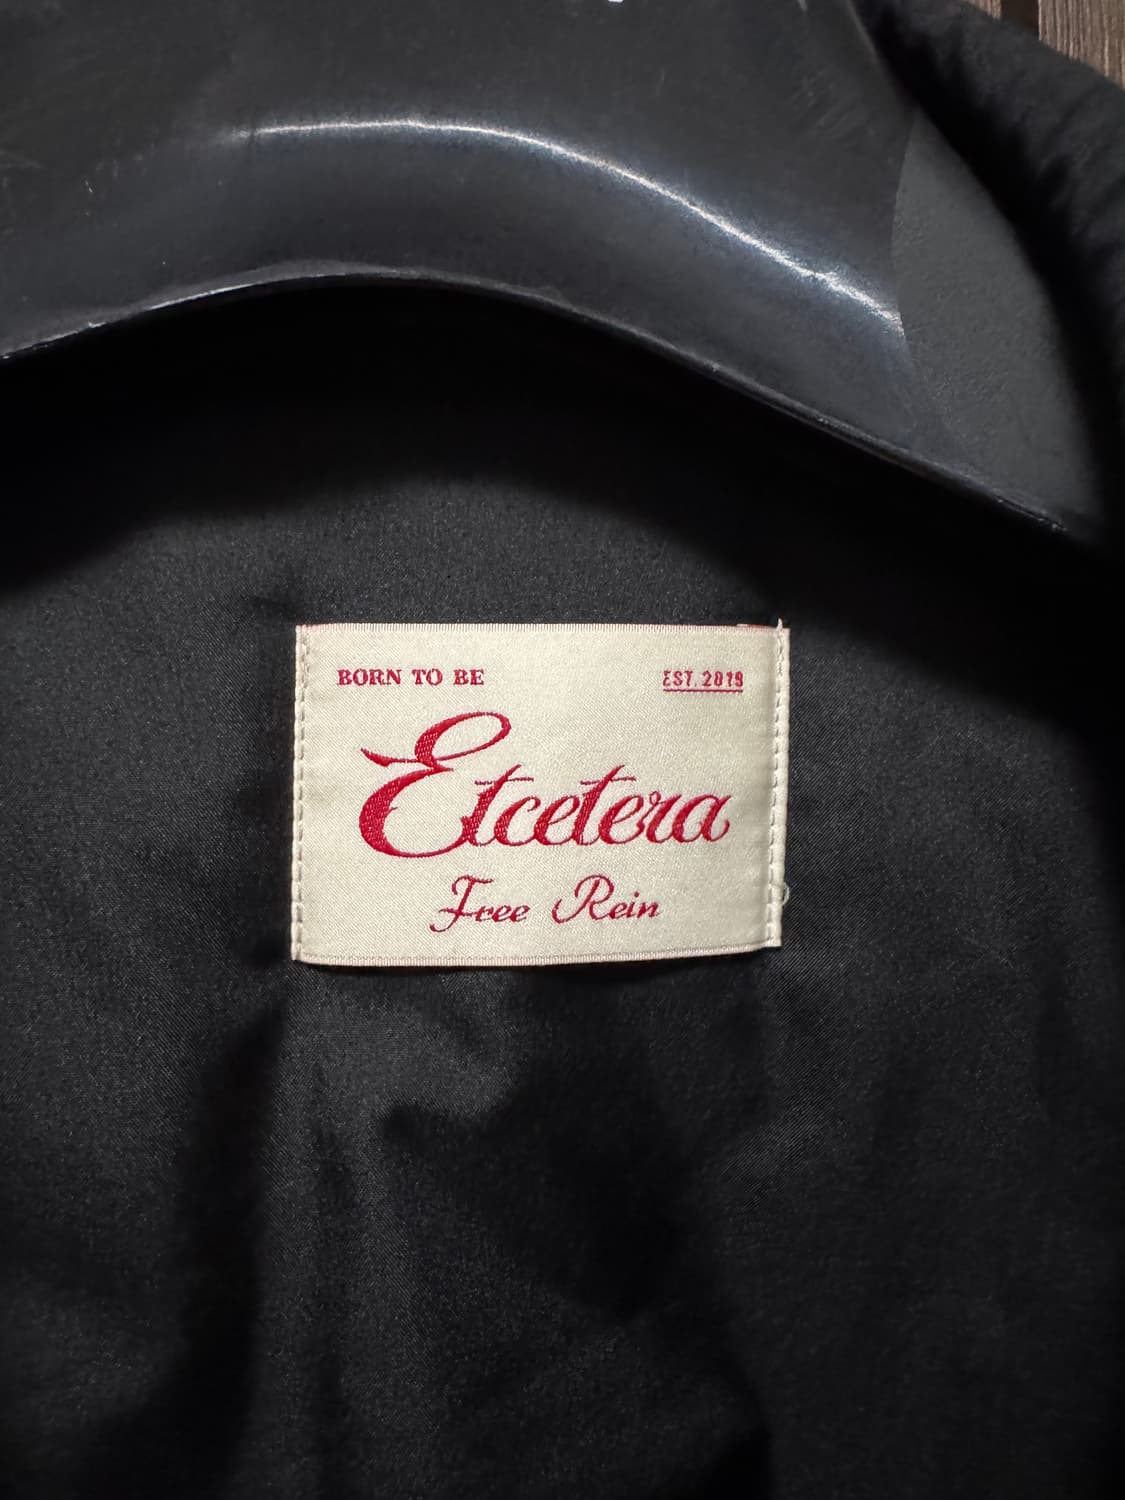 BORN TO BE
EST. 2019
Etcetera
Free Rein